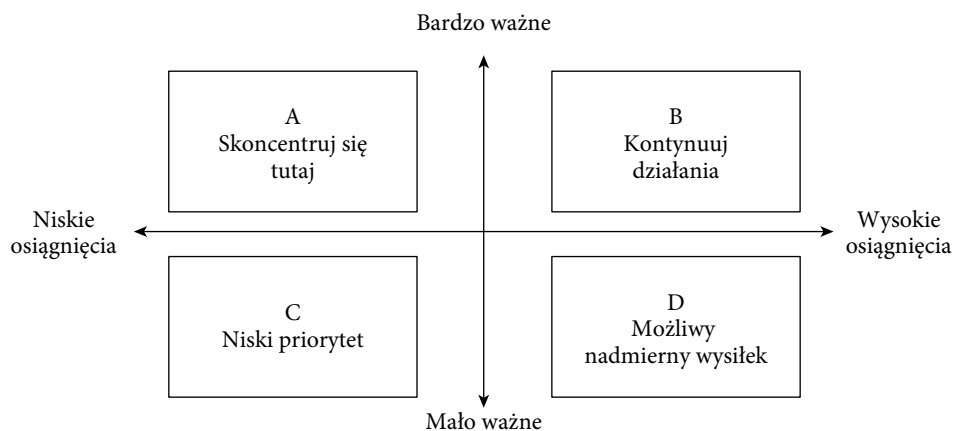 Bardzo ważne
A
Skoncentruj się
tutaj
B
Kontynuuj
działania
Niskie
osiągnięcia
Wysokie
osiągnięcia
C
Niski priorytet
D
Możliwy
nadmierny wysiłek
Mało ważne